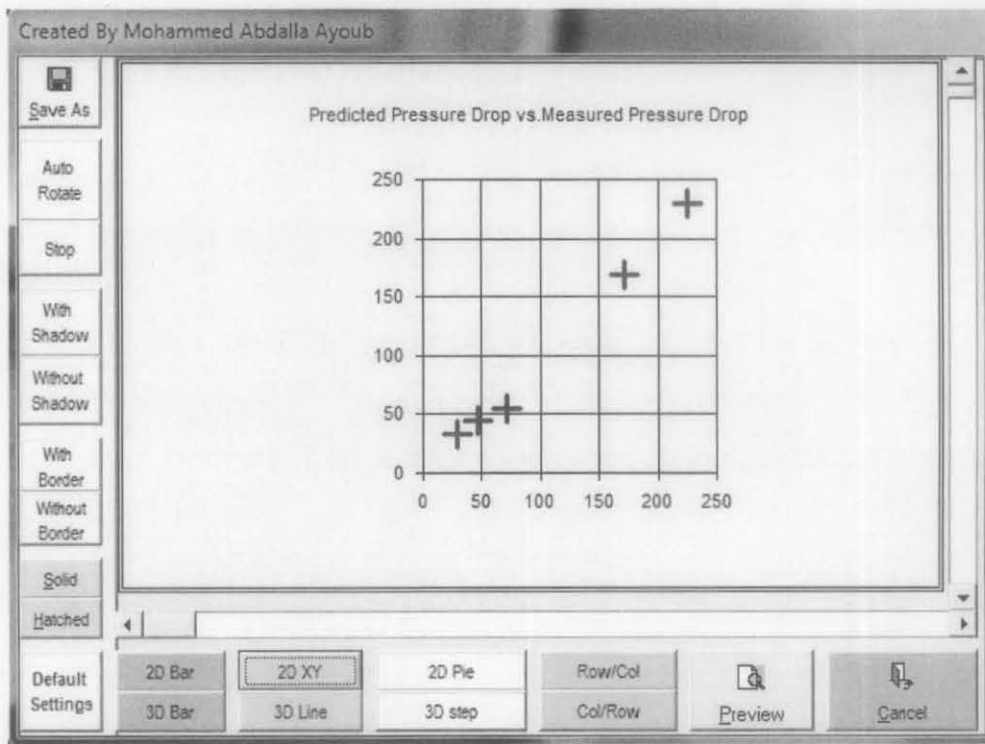 Created By Mohammed Abdalla Ayoub
Save As
Auto
Rotate
Stop
With
Shadow
Without
Shadow
With
Border
Without
Border
Solid
Hatched
Default
Settings
Predicted Pressure Drop vs.Measured Pressure Drop
250
200
150
100
50
0
0 50 100 150 200 250
2D Bar 2D XY 2D Pie Row/Col
3D Bar 3D Line 3D step Col/Row
Preview Cancel